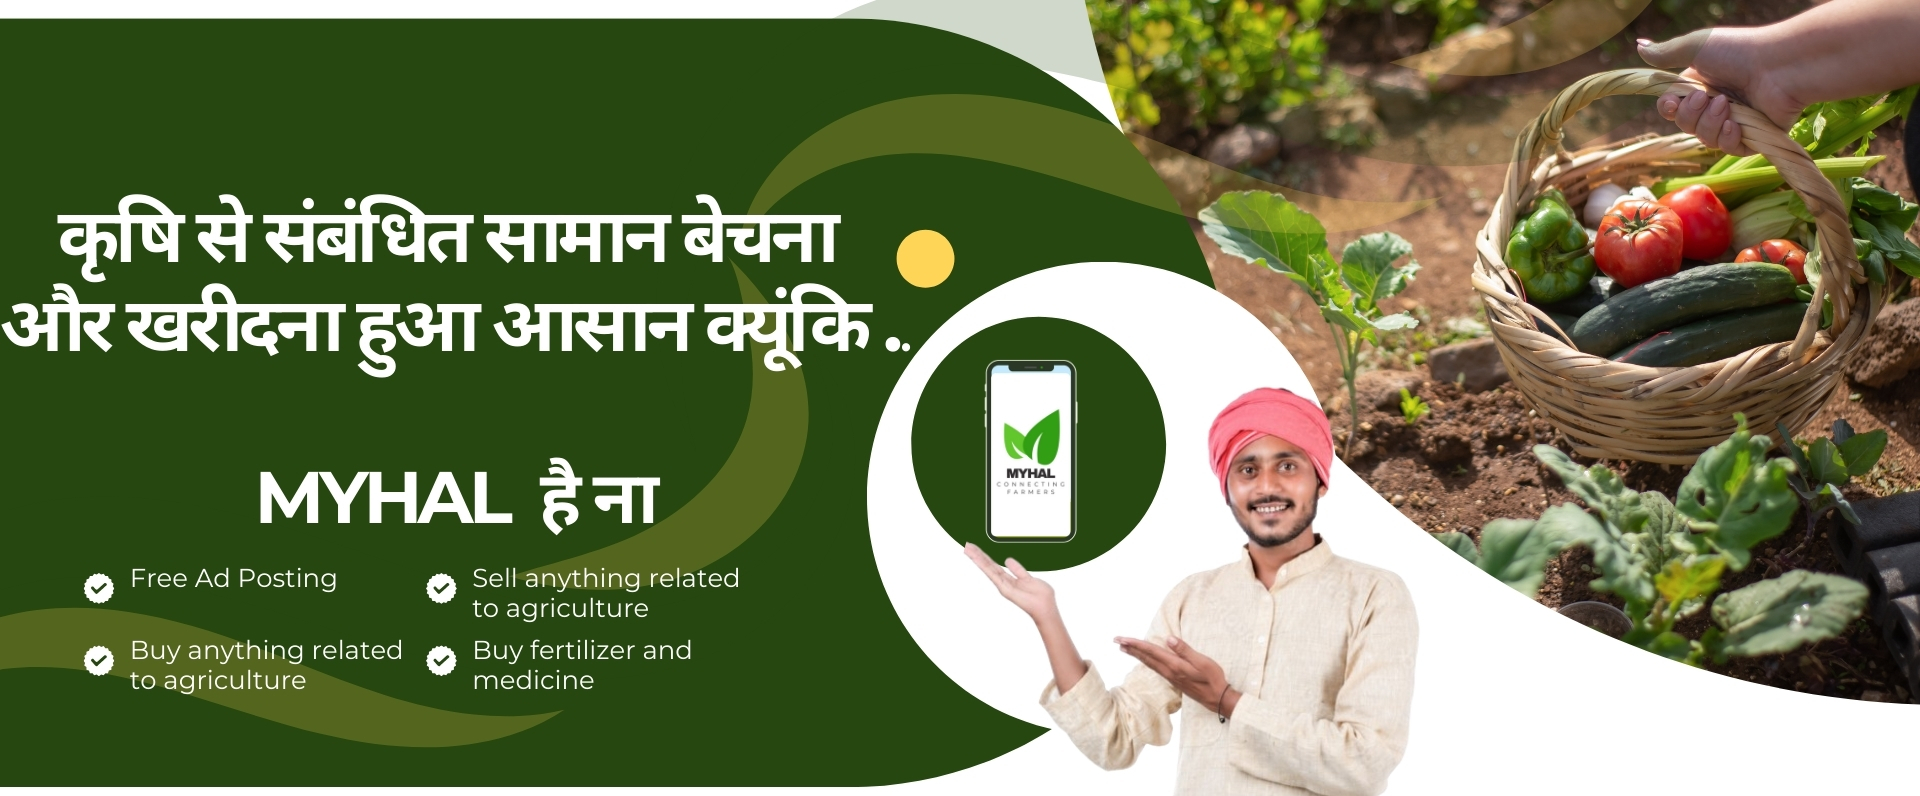 कृषि से संबंधित सामान बेचना
और खरीदना हुआ आसान क्यूंकि ..
MYHAL है ना
Free Ad Posting
Sell anything related
to agriculture
Buy anything related
to agriculture
Buy fertilizer and
medicine
MYHAL
CONNECTING
FARMERS